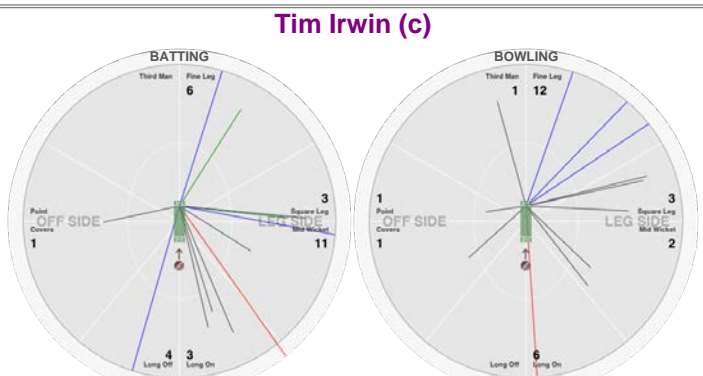 Tim Irwin (c)
BATTING
Third Man Fine Leg
6
3
Point Square Leg
OFF SIDE LEG SIDE
Covers Mid Wicket
1 11
4 3
Long Off Long On
BOWLING
Third Man Fine Leg
1 12
1 3
Point Square Leg
OFF SIDE LEG SIDE
Covers Mid Wicket
1 2
6
Long Off Long On